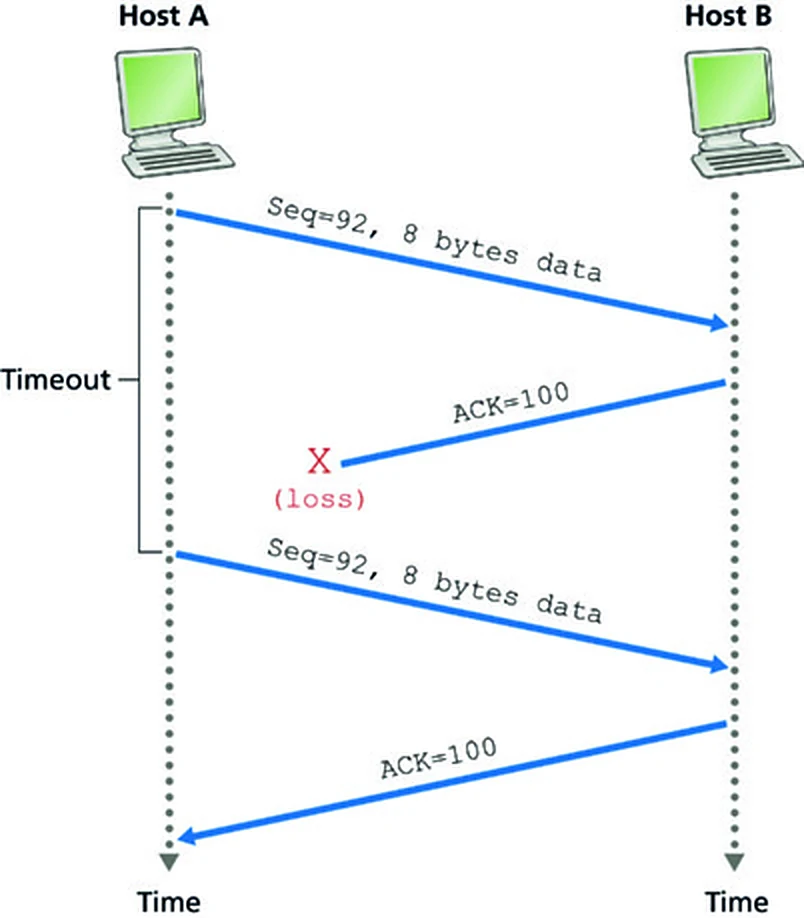 Host A
Host B
Seq=92, 8 bytes data
Timeout
ACK=100
X
(loss)
Seq=92, 8 bytes data
ACK=100
Time
Time